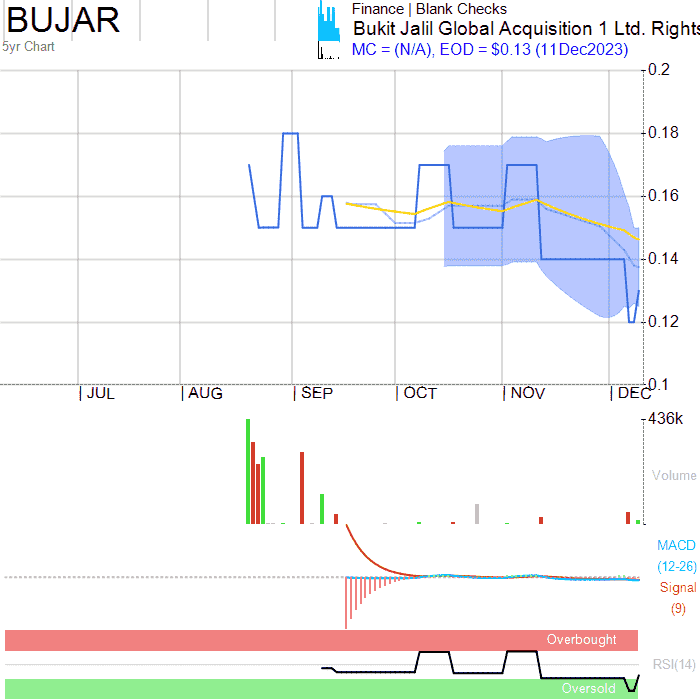 BUJAR
5yr Chart
Finance | Blank Checks
Bukit Jalil Global Acquisition 1 Ltd. Rights
MC = (N/A), EOD = $0.13 (11Dec2023)
0.2
0.18
0.16
0.14
0.12
0.1
JUL AUG SEP OCT NOV DEC
436k
Volume
MACD
(12-26)
Signal
(9)
Overbought
RSI(14)
Oversold